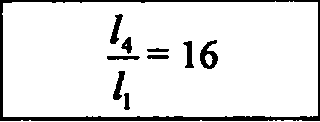 l₄/l₁ = 16